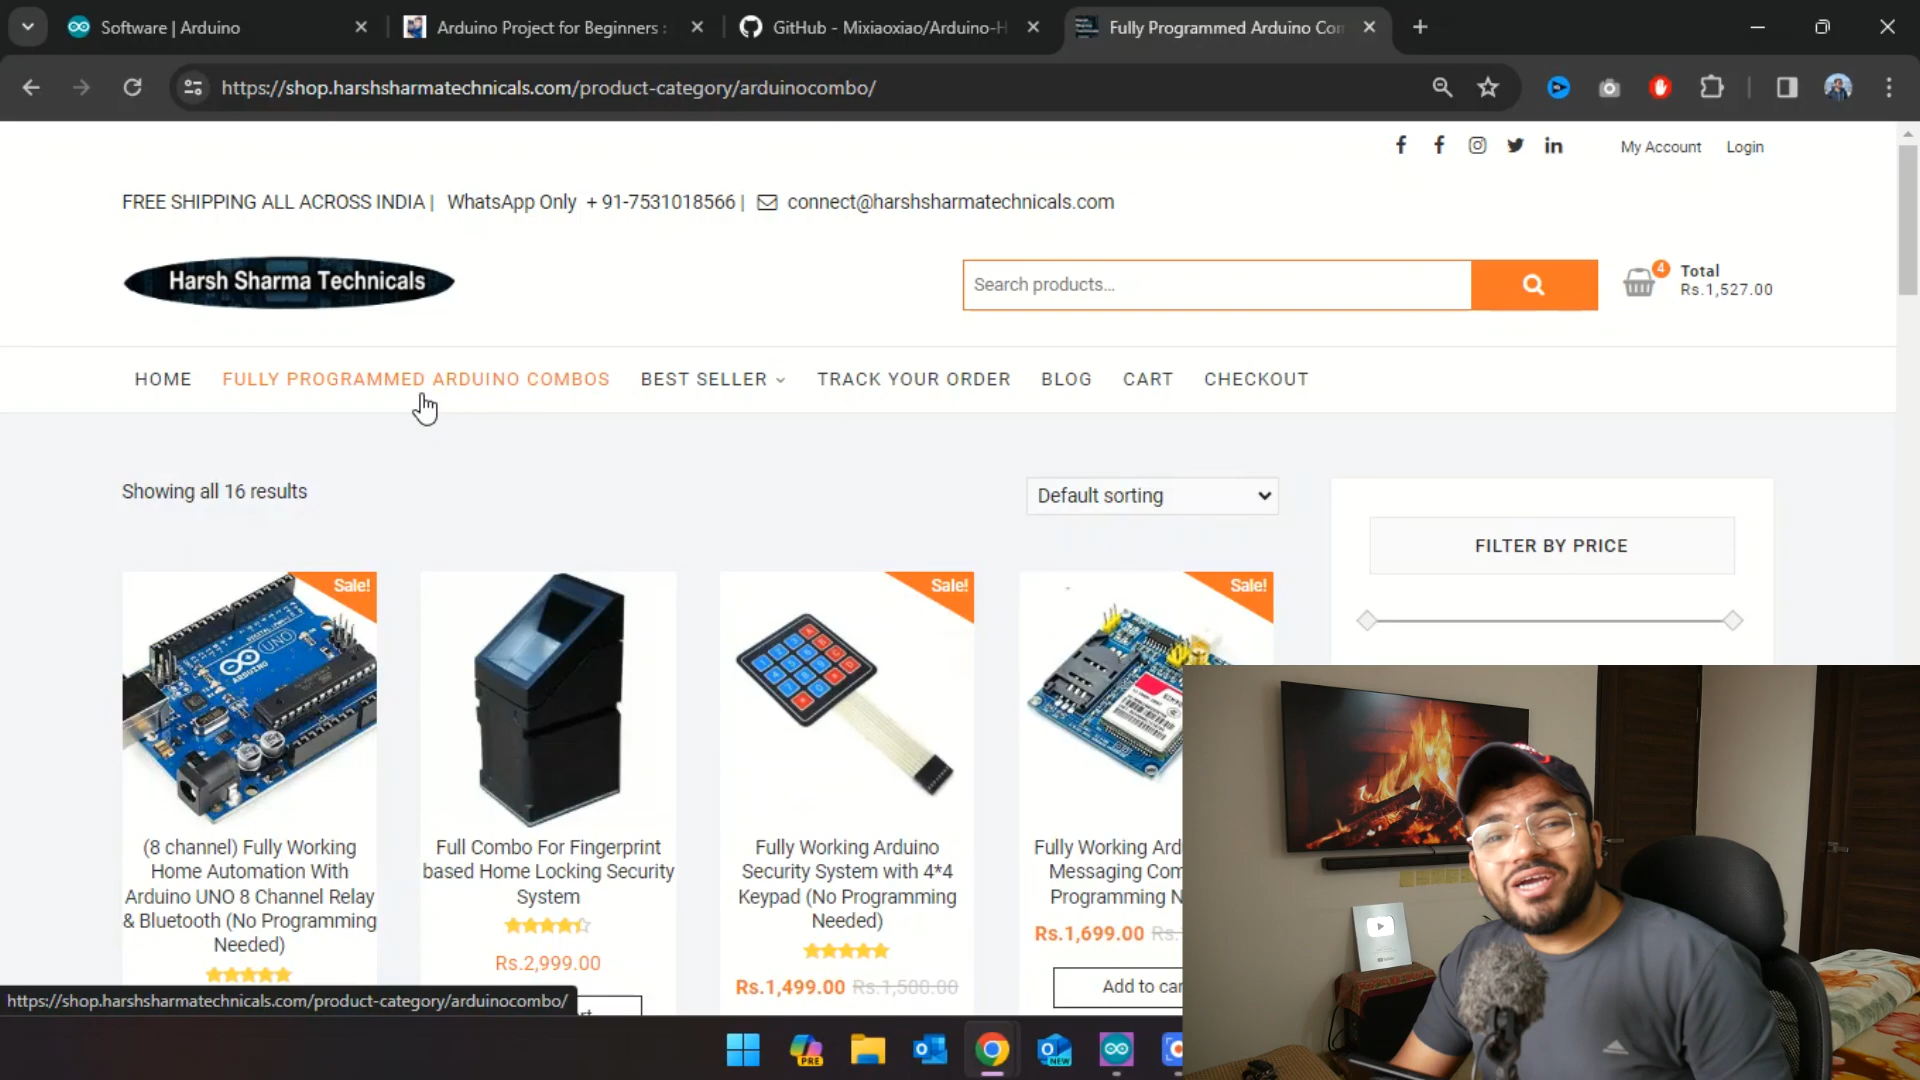 Software | Arduino
Arduino Project for Beginners :
GitHub - Mixiaoxiao/Arduino-H
Fully Programmed Arduino Com
https://shop.harshsharmatechnicals.com/product-category/arduinocombo/
My Account
Login
FREE SHIPPING ALL ACROSS INDIA | WhatsApp Only + 91-7531018566 | connect@harshsharmatechnicals.com
Harsh Sharma Technicals
Search products...
4
Total
Rs.1,527.00
HOME
FULLY PROGRAMMED ARDUINO COMBOS
BEST SELLER
TRACK YOUR ORDER
BLOG
CART
CHECKOUT
Showing all 16 results
Default sorting
FILTER BY PRICE
Sale!
Sale!
Sale!
UNO
ARDUINO
(8 channel) Fully Working
Home Automation With
Arduino UNO 8 Channel Relay
& Bluetooth (No Programming
Needed)
Full Combo For Fingerprint
based Home Locking Security
System
Rs.2,999.00
Fully Working Arduino
Security System with 4*4
Keypad (No Programming
Needed)
Rs.1,499.00 Rs.1,500.00
Fully Working Ard
Messaging Com
Programming N
Rs.1,699.00 Rs.
Add to car
https://shop.harshsharmatechnicals.com/product-category/arduinocombo/
PRE
NEW